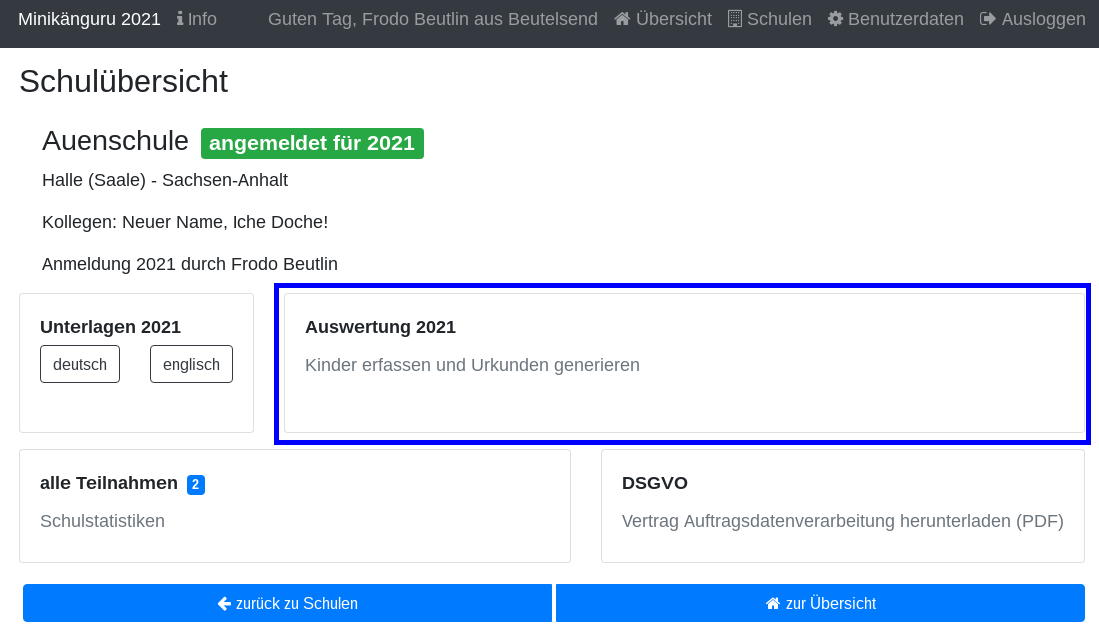 Minikänguru 2021 Info Guten Tag, Frodo Beutlin aus Beutelsend Übersicht Schulen Benutzerdaten Ausloggen
Schulübersicht
Auenschule angemeldet für 2021
Halle (Saale) - Sachsen-Anhalt
Kollegen: Neuer Name, Iche Doche!
Anmeldung 2021 durch Frodo Beutlin
Unterlagen 2021
deutsch englisch
Auswertung 2021
Kinder erfassen und Urkunden generieren
alle Teilnahmen 2
Schulstatistiken
DSGVO
Vertrag Auftragsdatenverarbeitung herunterladen (PDF)
zurück zu Schulen zur Übersicht